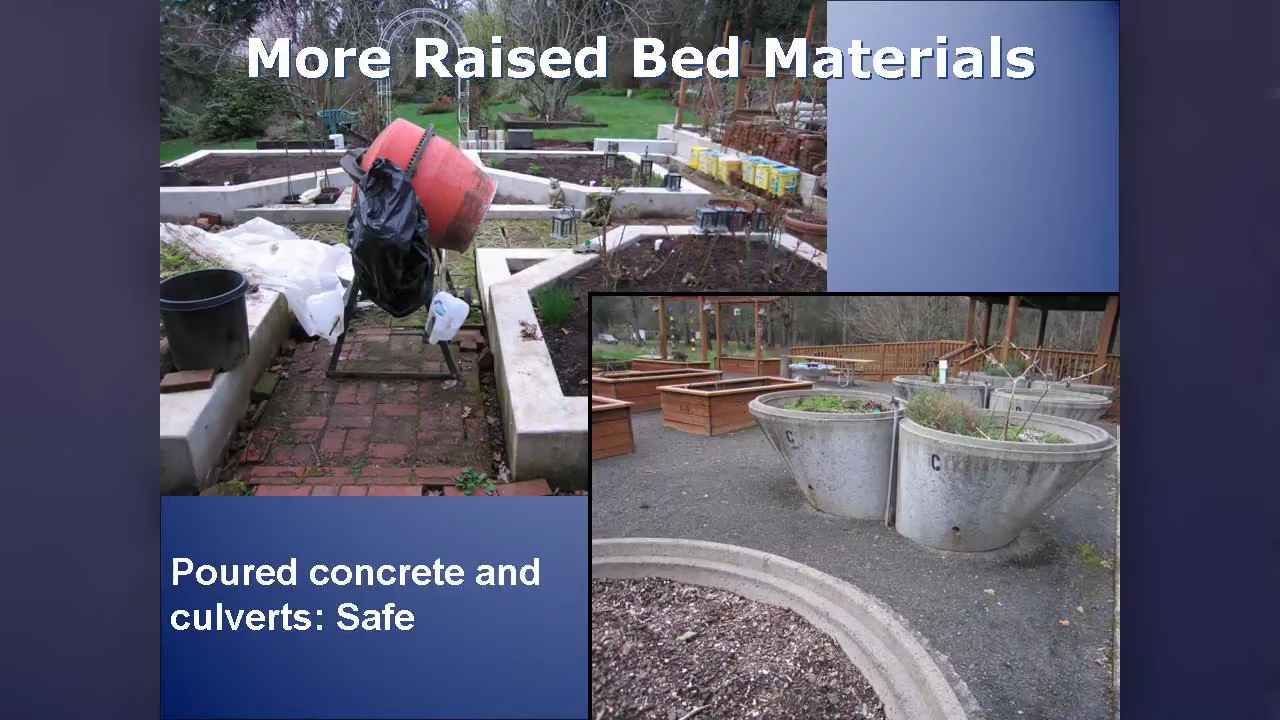 More Raised Bed Materials
Poured concrete and
culverts: Safe
C
C